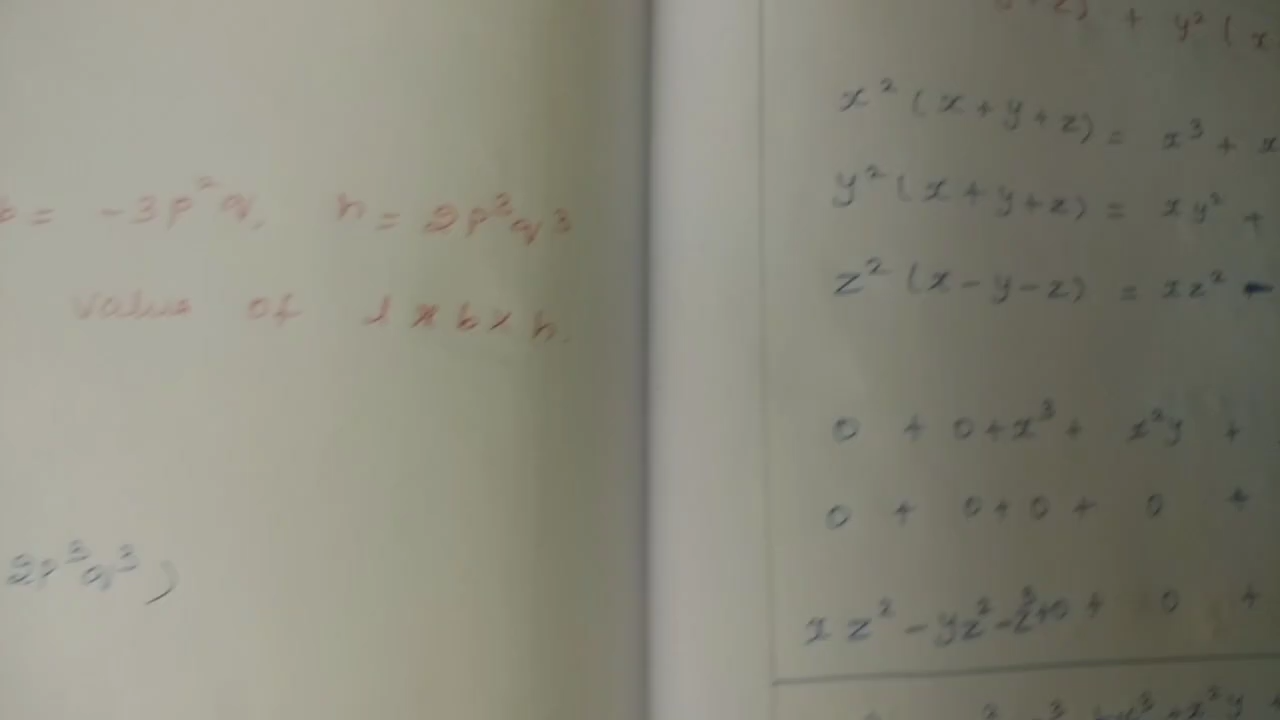 = -3p²q, h = 2p³q³
value of l × b × h.
2p³q³)
+ y² ( x
x² ( x + y + z) = x³ + x
y² ( x + y + z) = xy² +
z² ( x - y - z) = xz² -
0 + 0 + x³ + x²y +
0 + 0 + 0 + 0 +
xz² - yz² - z³ + 0 + 0 +